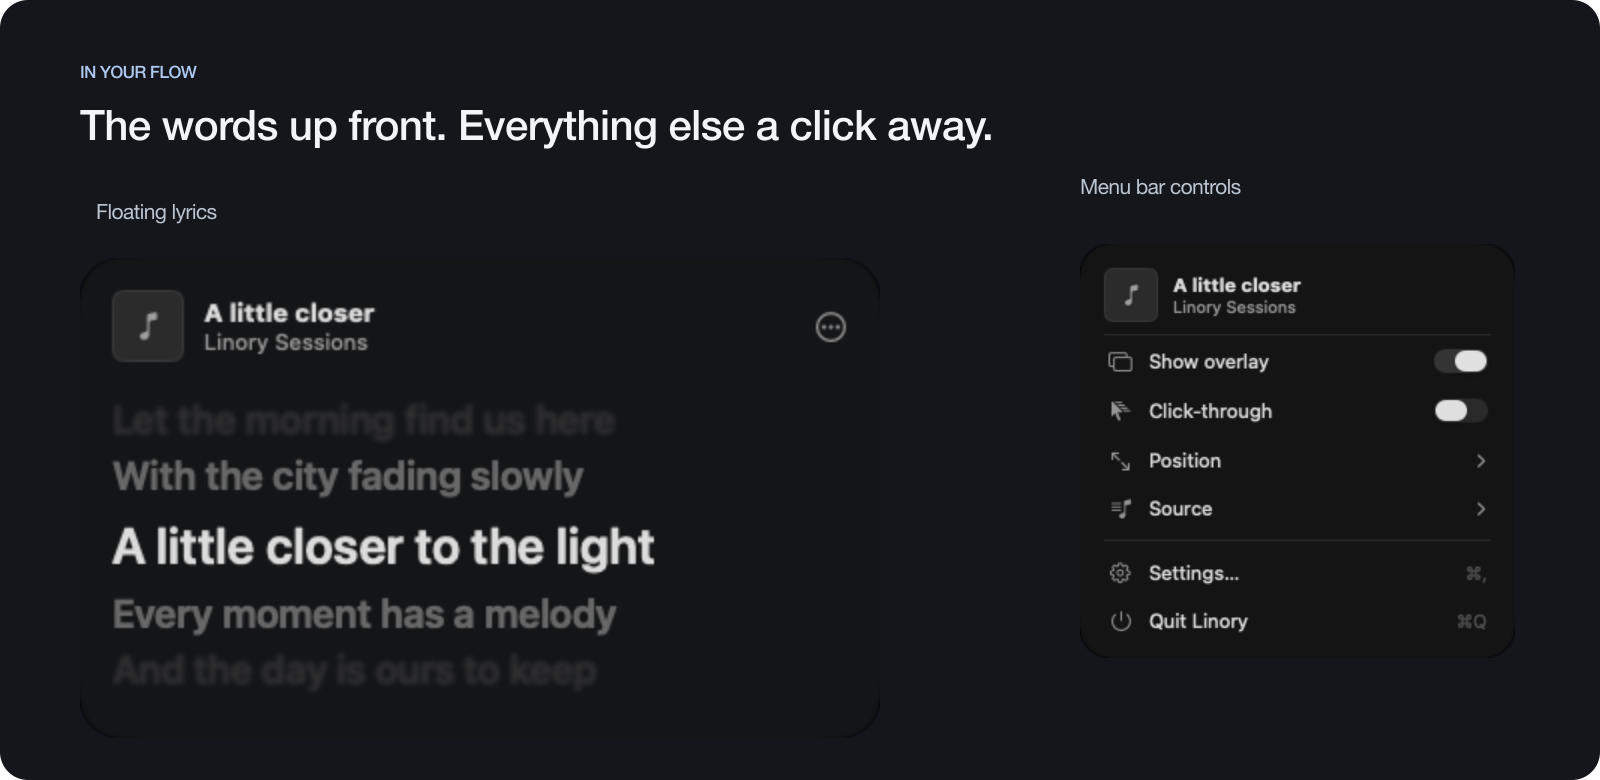 IN YOUR FLOW
The words up front. Everything else a click away.
Floating lyrics
A little closer
Linory Sessions
Let the morning find us here
With the city fading slowly
A little closer to the light
Every moment has a melody
And the day is ours to keep
Menu bar controls
A little closer
Linory Sessions
Show overlay
Click-through
Position
Source
Settings... ⌘,
Quit Linory ⌘Q